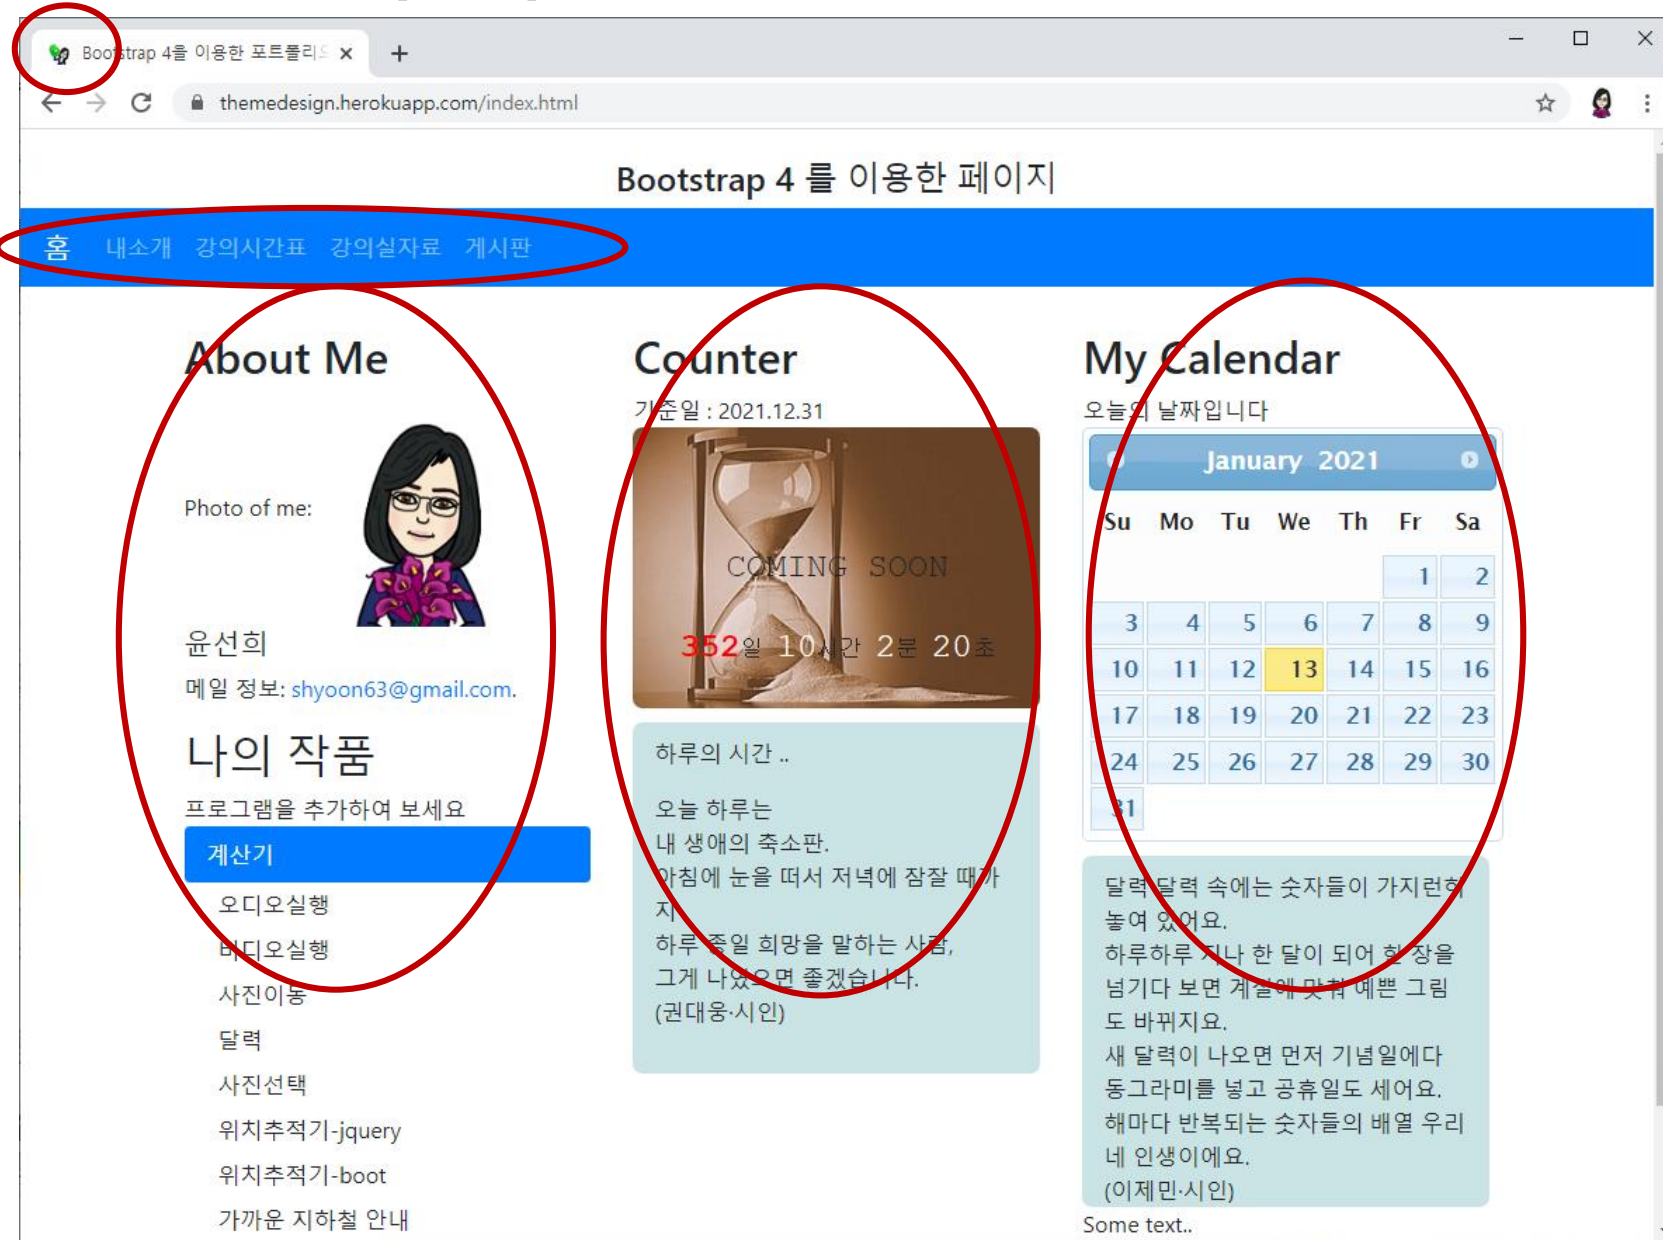 Bootstrap 4을 이용한 포트폴리오
themedesign.herokuapp.com/index.html
Bootstrap 4 를 이용한 페이지
홈 내소개 강의시간표 강의실자료 게시판
About Me
Photo of me:
윤선희
메일 정보: shyoon63@gmail.com.
나의 작품
프로그램을 추가하여 보세요
계산기
오디오실행
비디오실행
사진이동
달력
사진선택
위치추적기-jquery
위치추적기-boot
가까운 지하철 안내
Counter
기준일 : 2021.12.31
COMING SOON
352일 10시간 2분 20초
하루의 시간 ..
오늘 하루는
내 생애의 축소판.
아침에 눈을 떠서 저녁에 잠잘 때까
지
하루 종일 희망을 말하는 사람,
그게 나였으면 좋겠습니다.
(권대웅·시인)
My Calendar
오늘의 날짜입니다
January 2021
Su Mo Tu We Th Fr Sa
1 2
3 4 5 6 7 8 9
10 11 12 13 14 15 16
17 18 19 20 21 22 23
24 25 26 27 28 29 30
31
달력 달력 속에는 숫자들이 가지런히
놓여 있어요.
하루하루 지나 한 달이 되어 한 장을
넘기다 보면 계절에 맞춰 예쁜 그림
도 바뀌지요.
새 달력이 나오면 먼저 기념일에다
동그라미를 넣고 공휴일도 세어요.
해마다 반복되는 숫자들의 배열 우리
네 인생이에요.
(이제민·시인)
Some text..